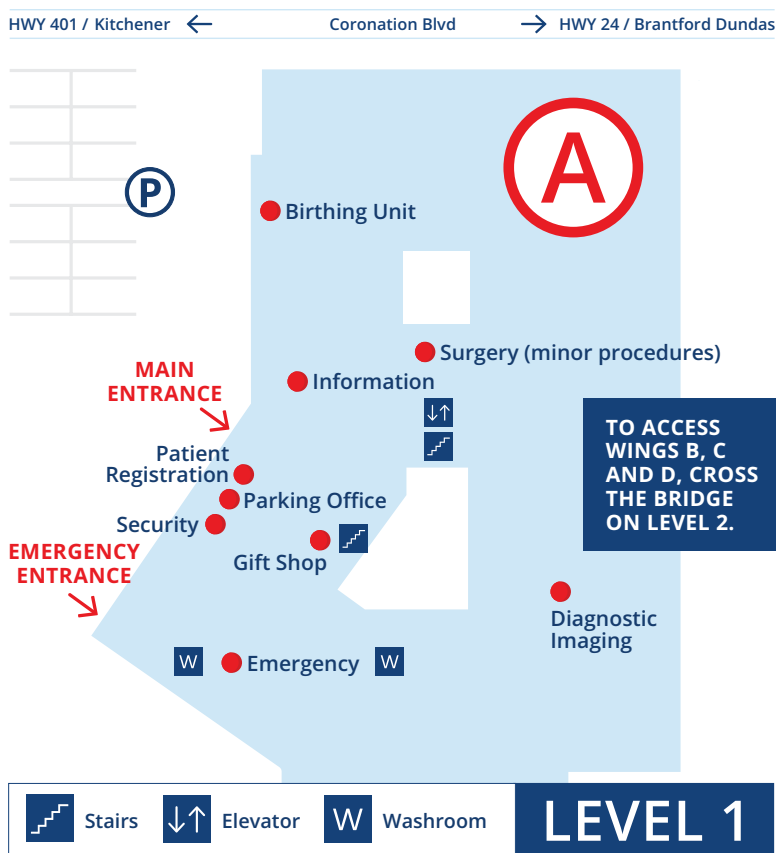 HWY 401 / Kitchener
Coronation Blvd
HWY 24 / Brantford Dundas
A
P
Birthing Unit
Surgery (minor procedures)
MAIN
ENTRANCE
Information
TO ACCESS
WINGS B, C
AND D, CROSS
THE BRIDGE
ON LEVEL 2.
Patient
Registration
Parking Office
Security
EMERGENCY
ENTRANCE
Gift Shop
Diagnostic
Imaging
W
Emergency
W
Stairs
Elevator
W
Washroom
LEVEL 1